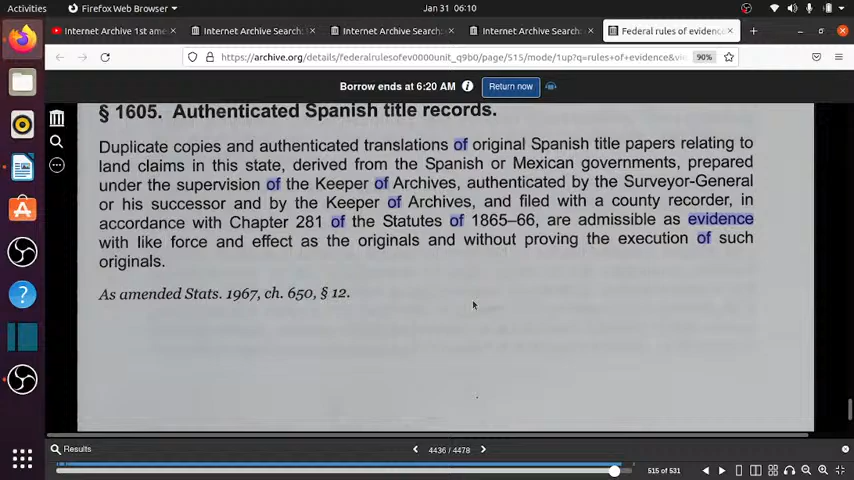 Activities
Firefox Web Browser
Jan 31 06:10
Internet Archive 1st ame
Internet Archive Search:
Internet Archive Search:
Internet Archive Search:
Federal rules of evidence
https://archive.org/details/federalrulesofev0000unit_q9b0/page/515/mode/1up?q=rules+of+evidence&vie
90%
Borrow ends at 6:20 AM
Return now
§ 1605. Authenticated Spanish title records.
Duplicate copies and authenticated translations of original Spanish title papers relating to
land claims in this state, derived from the Spanish or Mexican governments, prepared
under the supervision of the Keeper of Archives, authenticated by the Surveyor-General
or his successor and by the Keeper of Archives, and filed with a county recorder, in
accordance with Chapter 281 of the Statutes of 1865–66, are admissible as evidence
with like force and effect as the originals and without proving the execution of such
originals.
As amended Stats. 1967, ch. 650, § 12.
Results
4436 / 4478
515 of 531